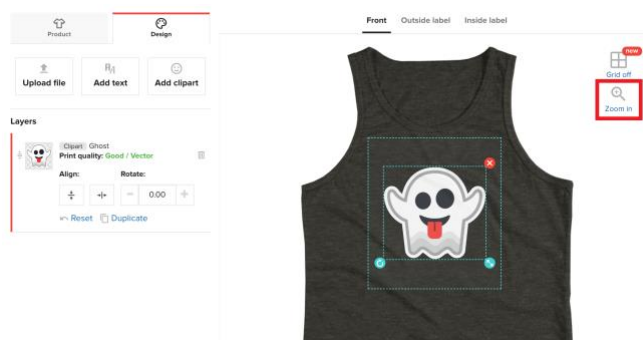 Product
Design
Front
Outside label
Inside label
new
Grid off
Zoom in
Upload file
Add text
Add clipart
Layers
Clipart Ghost
Print quality: Good / Vector
Align:
Rotate:
0.00
Reset
Duplicate